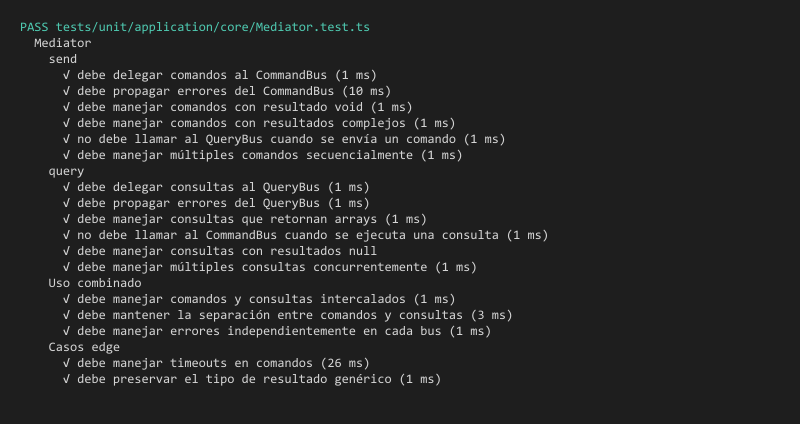 PASS tests/unit/application/core/Mediator.test.ts
Mediator
send
√ debe delegar comandos al CommandBus (1 ms)
√ debe propagar errores del CommandBus (10 ms)
√ debe manejar comandos con resultado void (1 ms)
√ debe manejar comandos con resultados complejos (1 ms)
√ no debe llamar al QueryBus cuando se envía un comando (1 ms)
√ debe manejar múltiples comandos secuencialmente (1 ms)
query
√ debe delegar consultas al QueryBus (1 ms)
√ debe propagar errores del QueryBus (1 ms)
√ debe manejar consultas que retornan arrays (1 ms)
√ no debe llamar al CommandBus cuando se ejecuta una consulta (1 ms)
√ debe manejar consultas con resultados null
√ debe manejar múltiples consultas concurrentemente (1 ms)
Uso combinado
√ debe manejar comandos y consultas intercalados (1 ms)
√ debe mantener la separación entre comandos y consultas (3 ms)
√ debe manejar errores independientemente en cada bus (1 ms)
Casos edge
√ debe manejar timeouts en comandos (26 ms)
√ debe preservar el tipo de resultado genérico (1 ms)